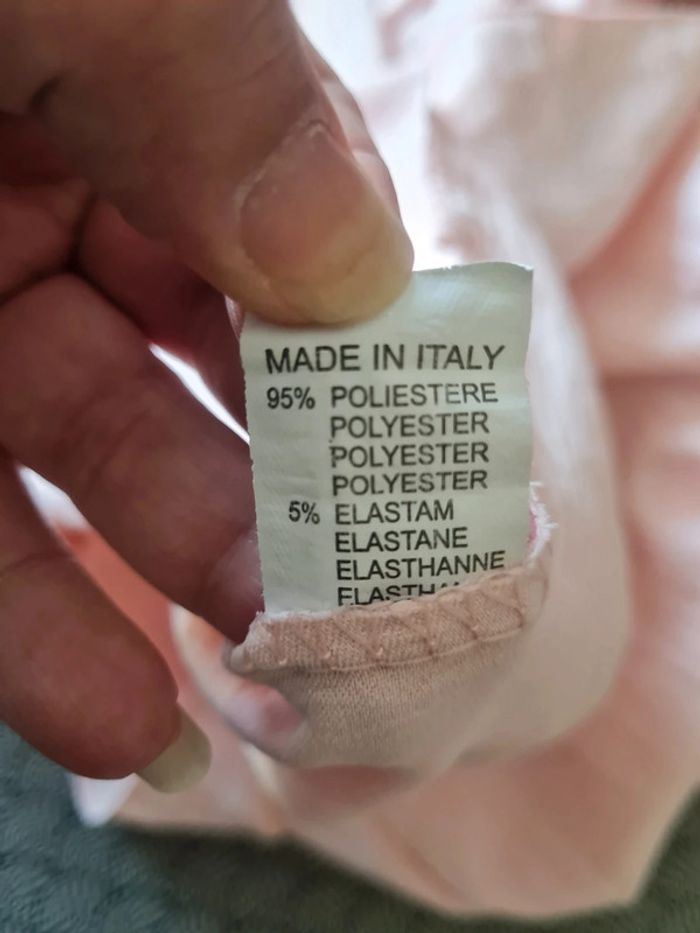 MADE IN ITALY
95% POLIESTERE
POLYESTER
POLYESTER
POLYESTER
5% ELASTAM
ELASTANE
ELASTHANNE